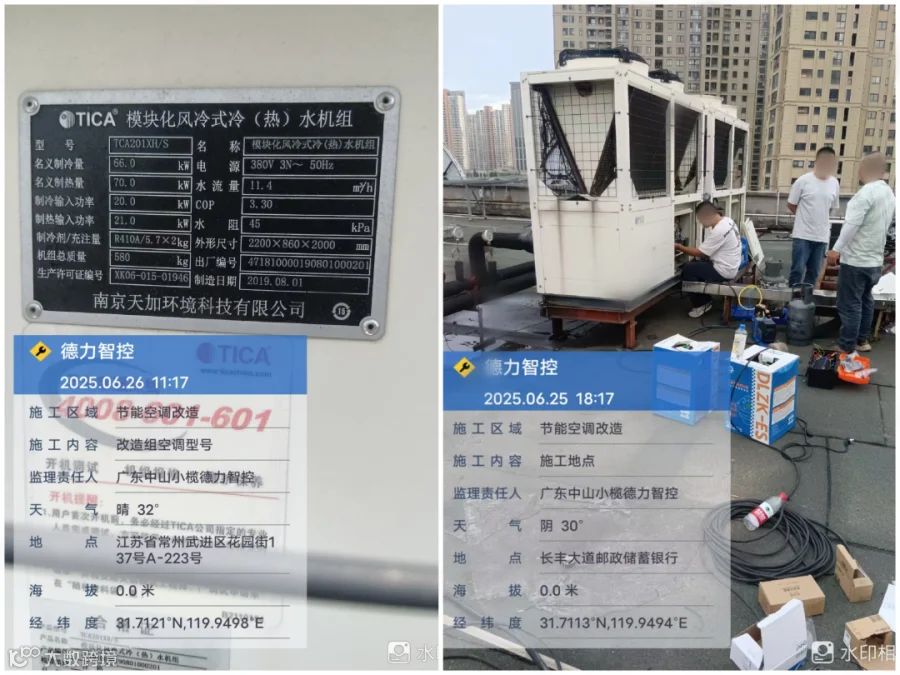 TICA 模块化风冷式冷(热)水机组
型 号 TCA201XH/S 名 称 模块化风冷式冷(热)水机组
名义制冷量 66.0 kW 电 源 380V 3N~ 50Hz
名义制热量 70.0 kW 水 流 量 11.4 m³/h
制冷输入功率 20.0 kW COP 3.30
制热输入功率 21.0 kW 水 阻 45 kPa
制冷剂/充注量 R410A/5.7×2kg 外形尺寸 2200×860×2000 mm
机组总质量 580 kg 出厂编号 471810000190801000201
生产许可证编号 XK06-015-01946 制造日期 2019.08.01
南京天加环境科技有限公司
TICA
4008-601-601
德力智控
2025.06.26 11:17
施工区域 节能空调改造
施工内容 改造组空调型号
监理责任人 广东中山小榄德力智控
天 气 晴 32°
地 点 江苏省常州武进区花园街137号A-223号
海 拔 0.0 米
经 纬 度 31.7121°N,119.9498°E
大数跨境
水印
德力智控
2025.06.25 18:17
施工区域 节能空调改造
施工内容 施工地点
监理责任人 广东中山小榄德力智控
天 气 阴 30°
地 点 长丰大道邮政储蓄银行
海 拔 0.0 米
经 纬 度 31.7113°N,119.9494°E
DLZK-ES
水印相